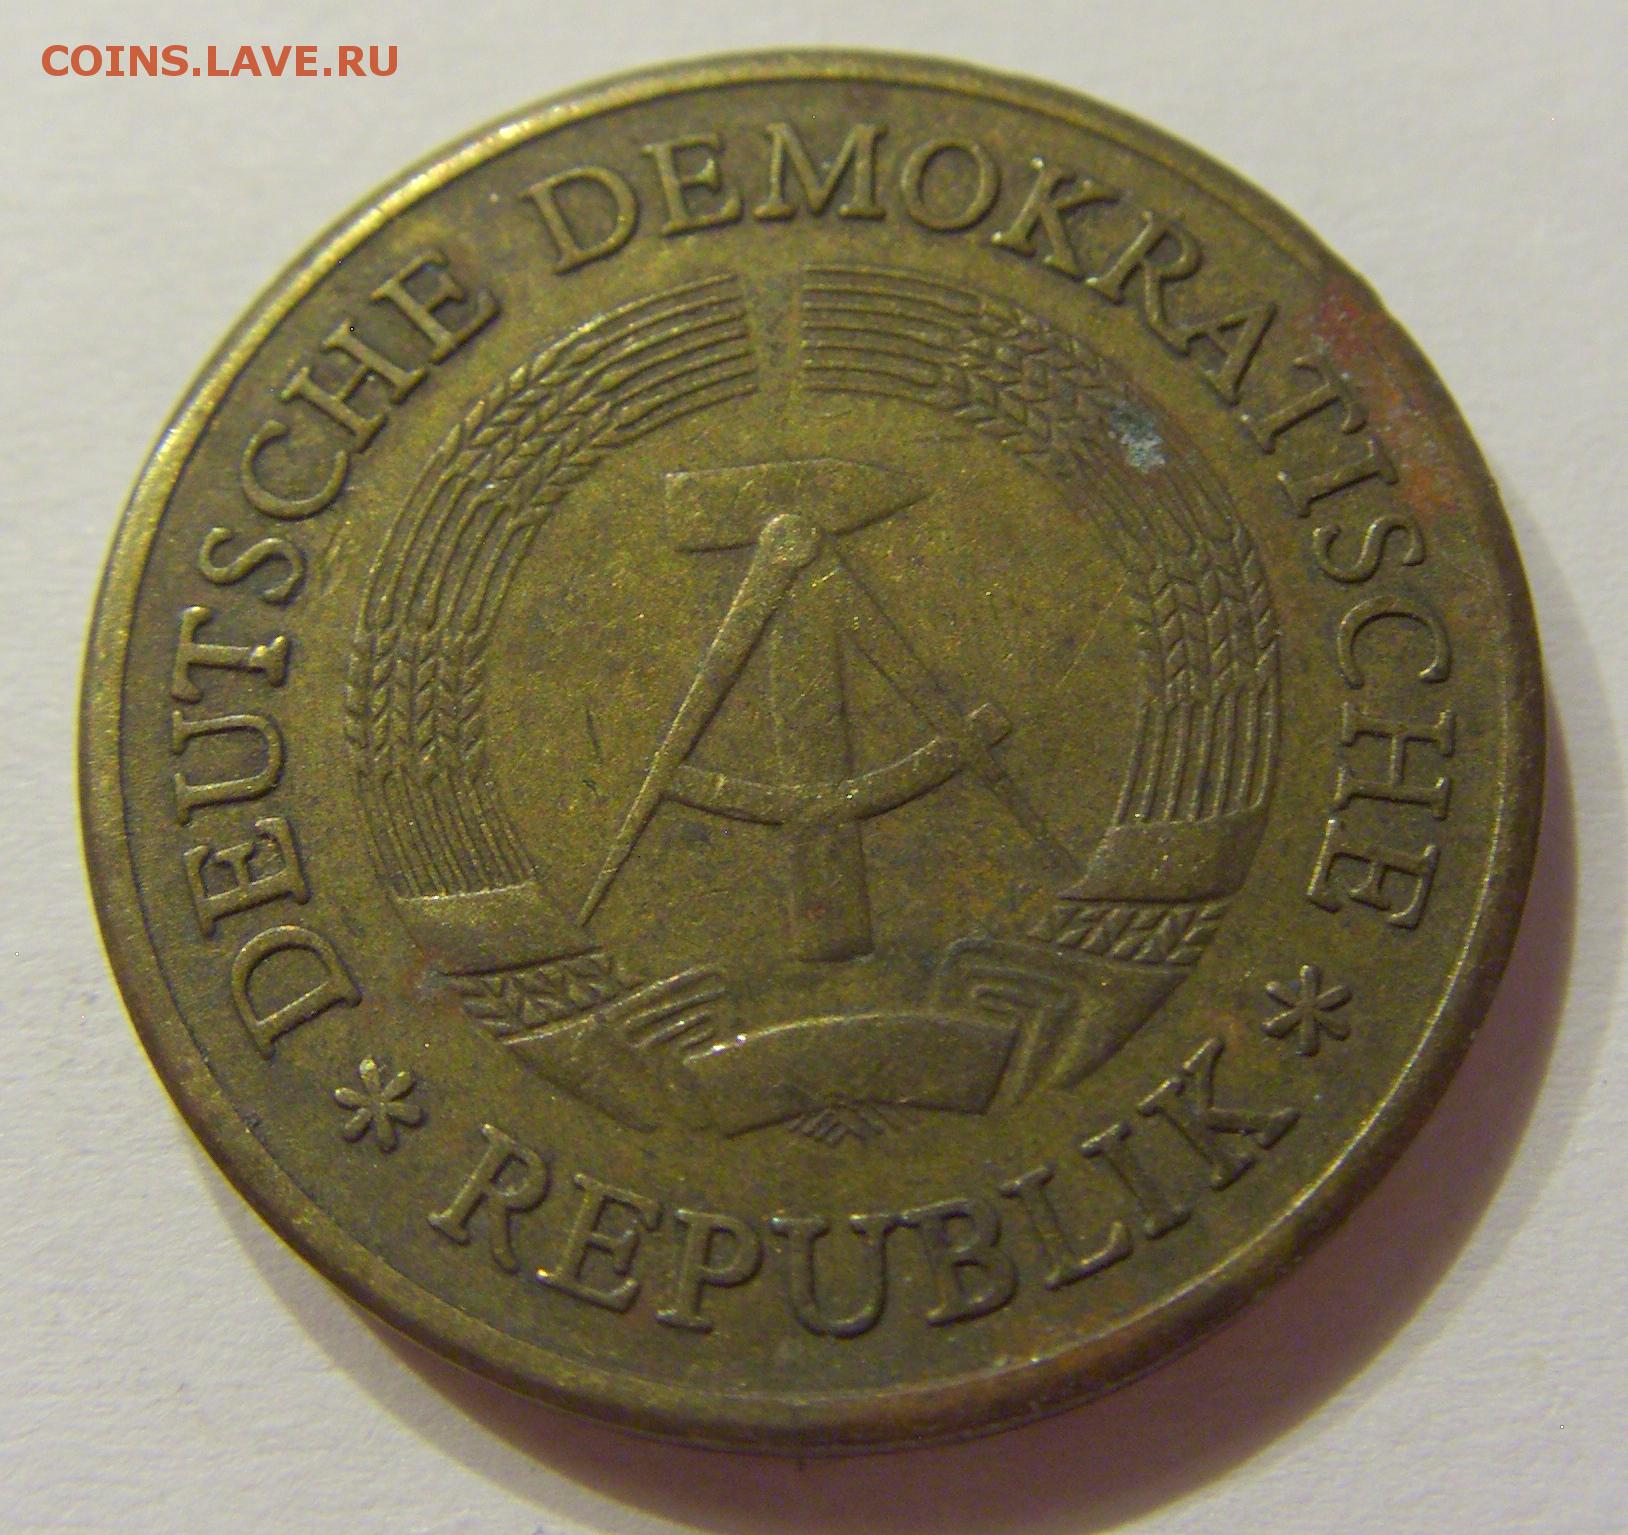 COINS.LAVE.RU
DEUTSCHE DEMOKRATISCHE
* REPUBLIK *